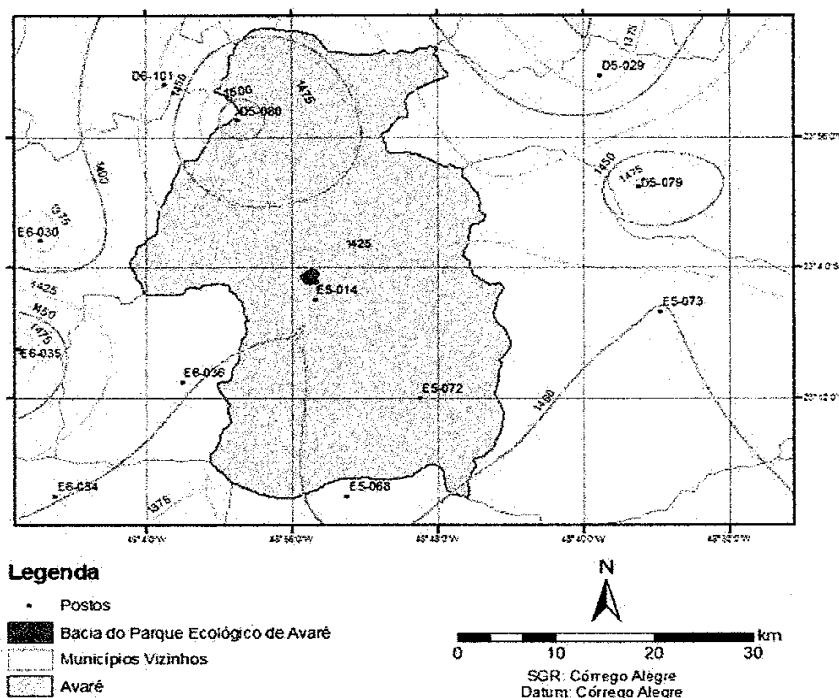 1375
D6-101
D5-029
1450
1500
1475
D5-080
1450
1475
D5-079
1400
1375
E6-030
1425
E5-014
1425
1450
1475
E6-035
E5-073
E6-036
E5-072
1400
E6-034
E5-068
1375
Legenda
Postos
Bacia do Parque Ecológico de Avaré
Municípios Vizinhos
Avaré
N
0 10 20 30 km
SGR: Córrego Alegre
Datum: Córrego Alegre